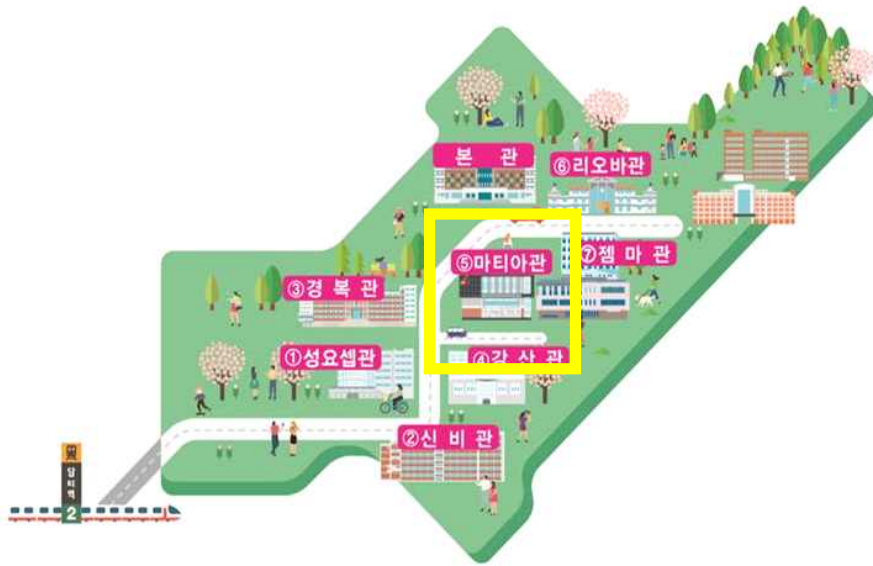 본 관
⑥리오바관
⑤마티아관
⑦젬 마 관
③경 복 관
①성요셉관
④강 산 관
②신 비 관
담티역
2